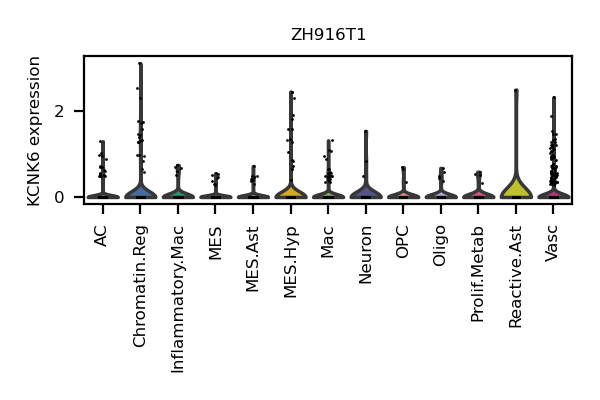 ZH916T1
KCNK6 expression
2
0
AC
Chromatin.Reg
Inflammatory.Mac
MES
MES.Ast
MES.Hyp
Mac
Neuron
OPC
Oligo
Prolif.Metab
Reactive.Ast
Vasc